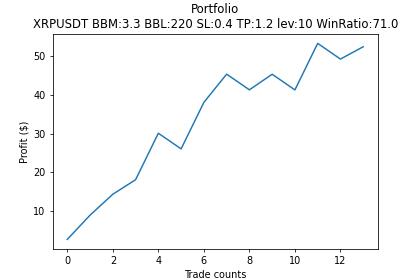 Portfolio
XRPUSDT BBM:3.3 BBL:220 SL:0.4 TP:1.2 lev:10 WinRatio:71.0
50
40
30
20
10
Profit ($)
0 2 4 6 8 10 12
Trade counts